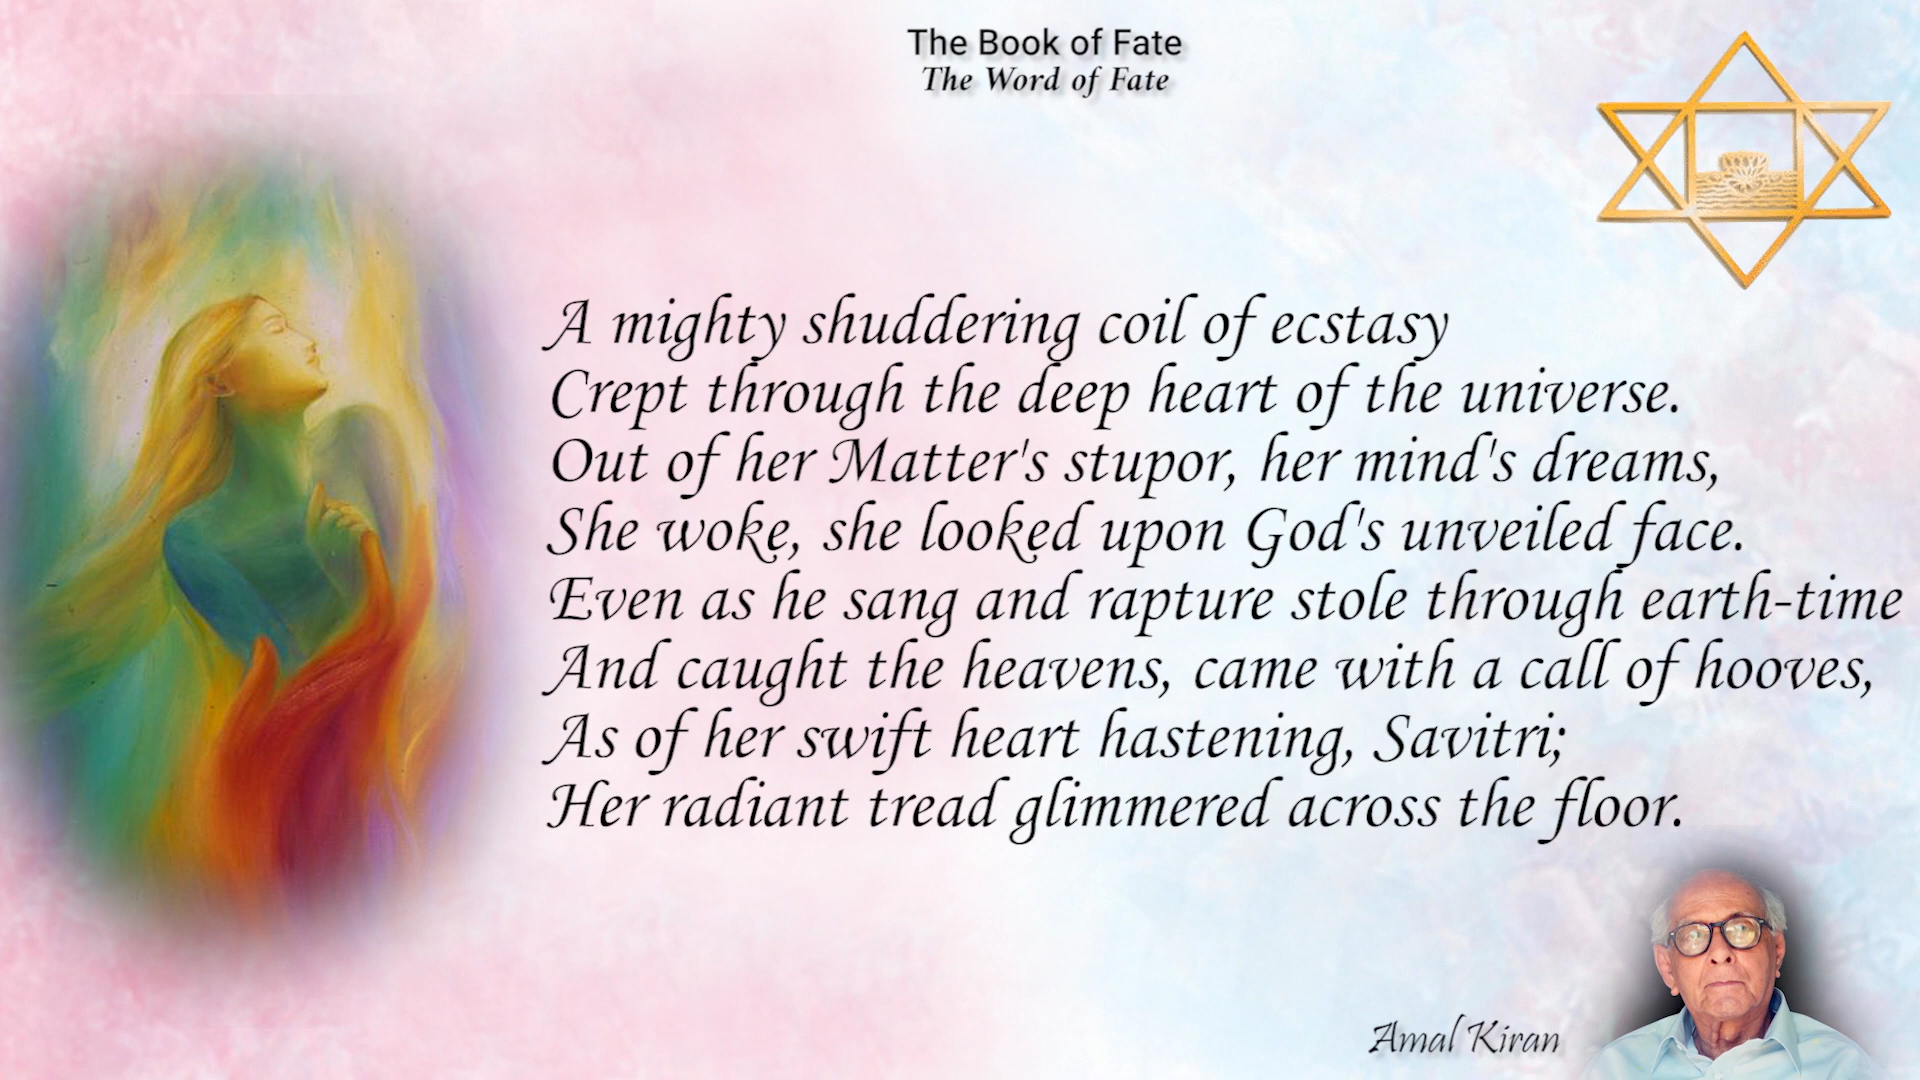 The Book of Fate
The Word of Fate
A mighty shuddering coil of ecstasy
Crept through the deep heart of the universe.
Out of her Matter's stupor, her mind's dreams,
She woke, she looked upon God's unveiled face.
Even as he sang and rapture stole through earth-time
And caught the heavens, came with a call of hooves,
As of her swift heart hastening, Savitri;
Her radiant tread glimmered across the floor.
Amal Kiran